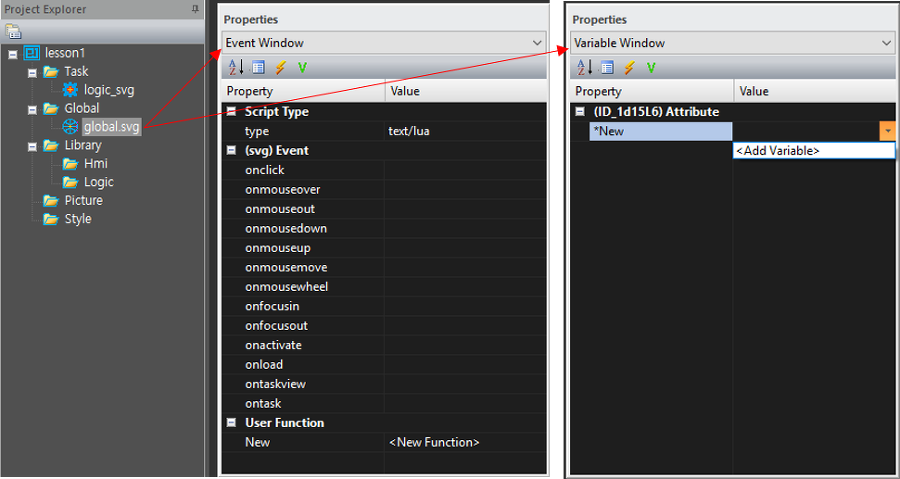 Project Explorer
lesson1
Task
logic_svg
Global
global.svg
Library
Hmi
Logic
Picture
Style
Properties
Event Window
Property Value
Script Type
type text/lua
(svg) Event
onclick
onmouseover
onmouseout
onmousedown
onmouseup
onmousemove
onmousewheel
onfocusin
onfocusout
onactivate
onload
ontaskview
ontask
User Function
New <New Function>
Properties
Variable Window
Property Value
(ID_1d15L6) Attribute
*New
<Add Variable>